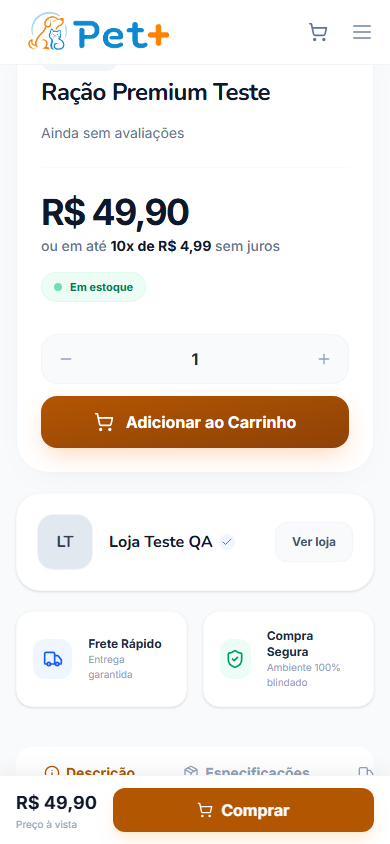 Pet+
Ração Premium Teste
Ainda sem avaliações
R$ 49,90
ou em até 10x de R$ 4,99 sem juros
Em estoque
1
Adicionar ao Carrinho
LT
Loja Teste QA
Ver loja
Frete Rápido
Entrega
garantida
Compra
Segura
Ambiente 100%
blindado
Descrição
Especificações
R$ 49,90
Preço à vista
Comprar